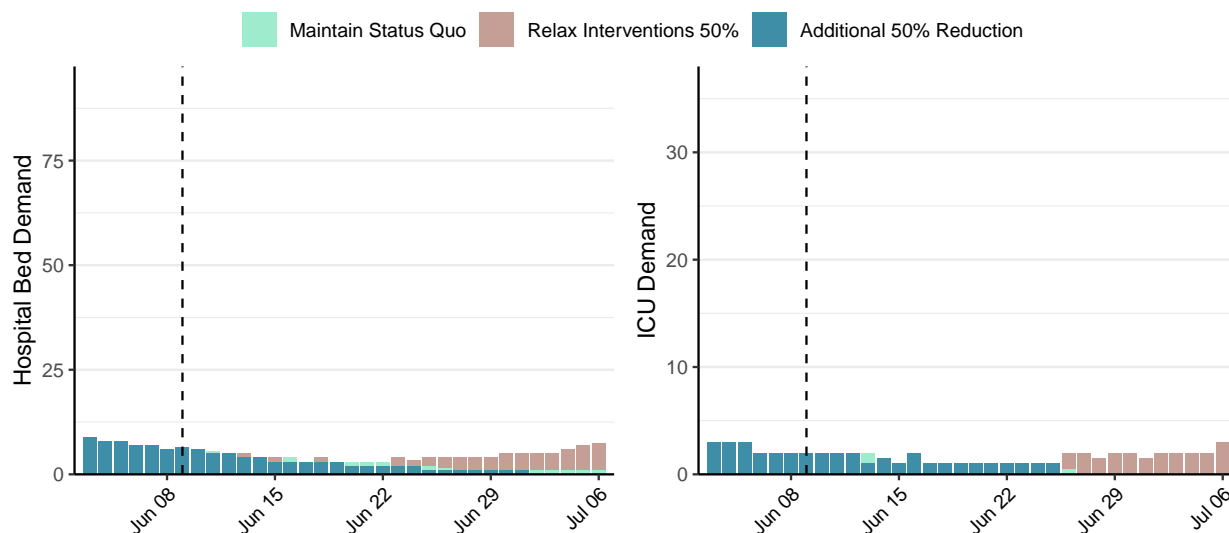 Maintain Status Quo Relax Interventions 50% Additional 50% Reduction
Hospital Bed Demand
75
50
25
0
Jun 08 Jun 15 Jun 22 Jun 29 Jul 06
ICU Demand
30
20
10
0
Jun 08 Jun 15 Jun 22 Jun 29 Jul 06